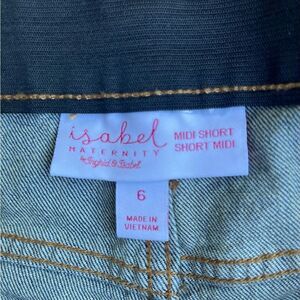 isabel
MATERNITY
by Ingrid & Isabel
MIDI SHORT
SHORT MIDI
6
MADE IN
VIETNAM